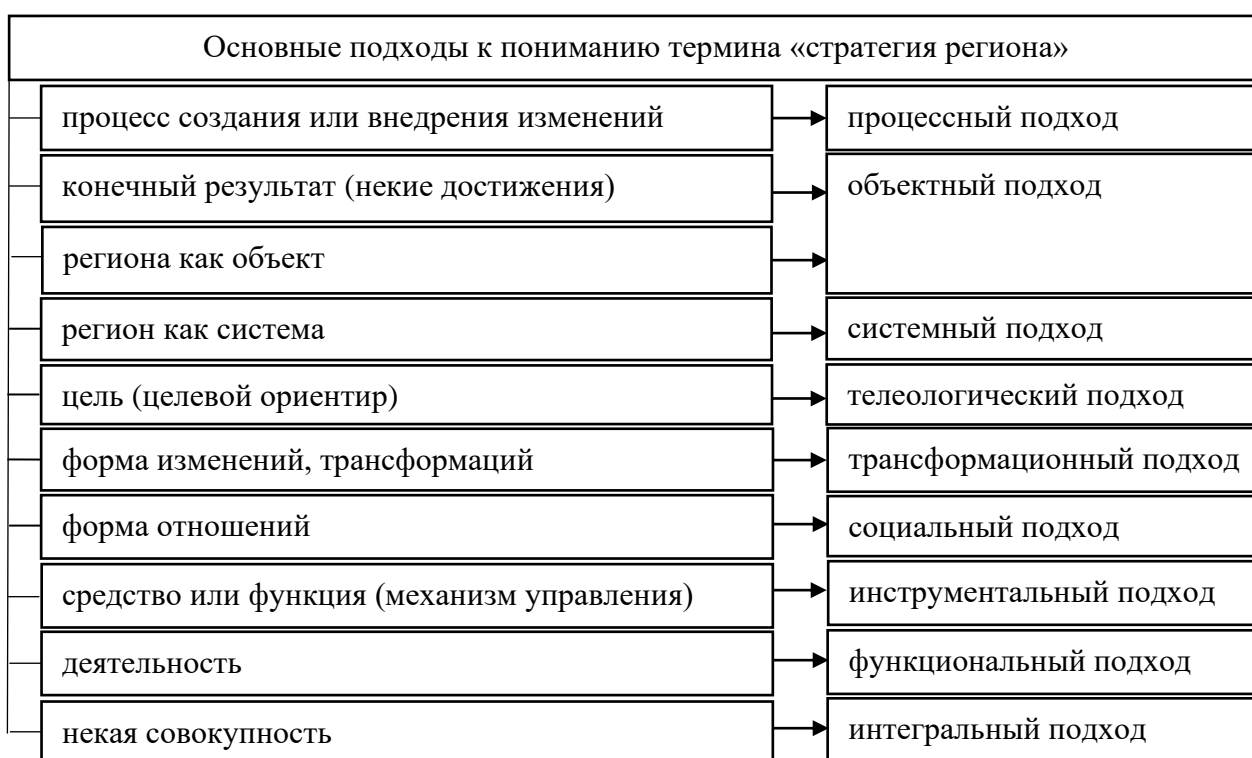 Основные подходы к пониманию термина «стратегия региона»
процесс создания или внедрения изменений
процессный подход
конечный результат (некие достижения)
объектный подход
региона как объект
регион как система
системный подход
цель (целевой ориентир)
телеологический подход
форма изменений, трансформаций
трансформационный подход
форма отношений
социальный подход
средство или функция (механизм управления)
инструментальный подход
деятельность
функциональный подход
некая совокупность
интегральный подход